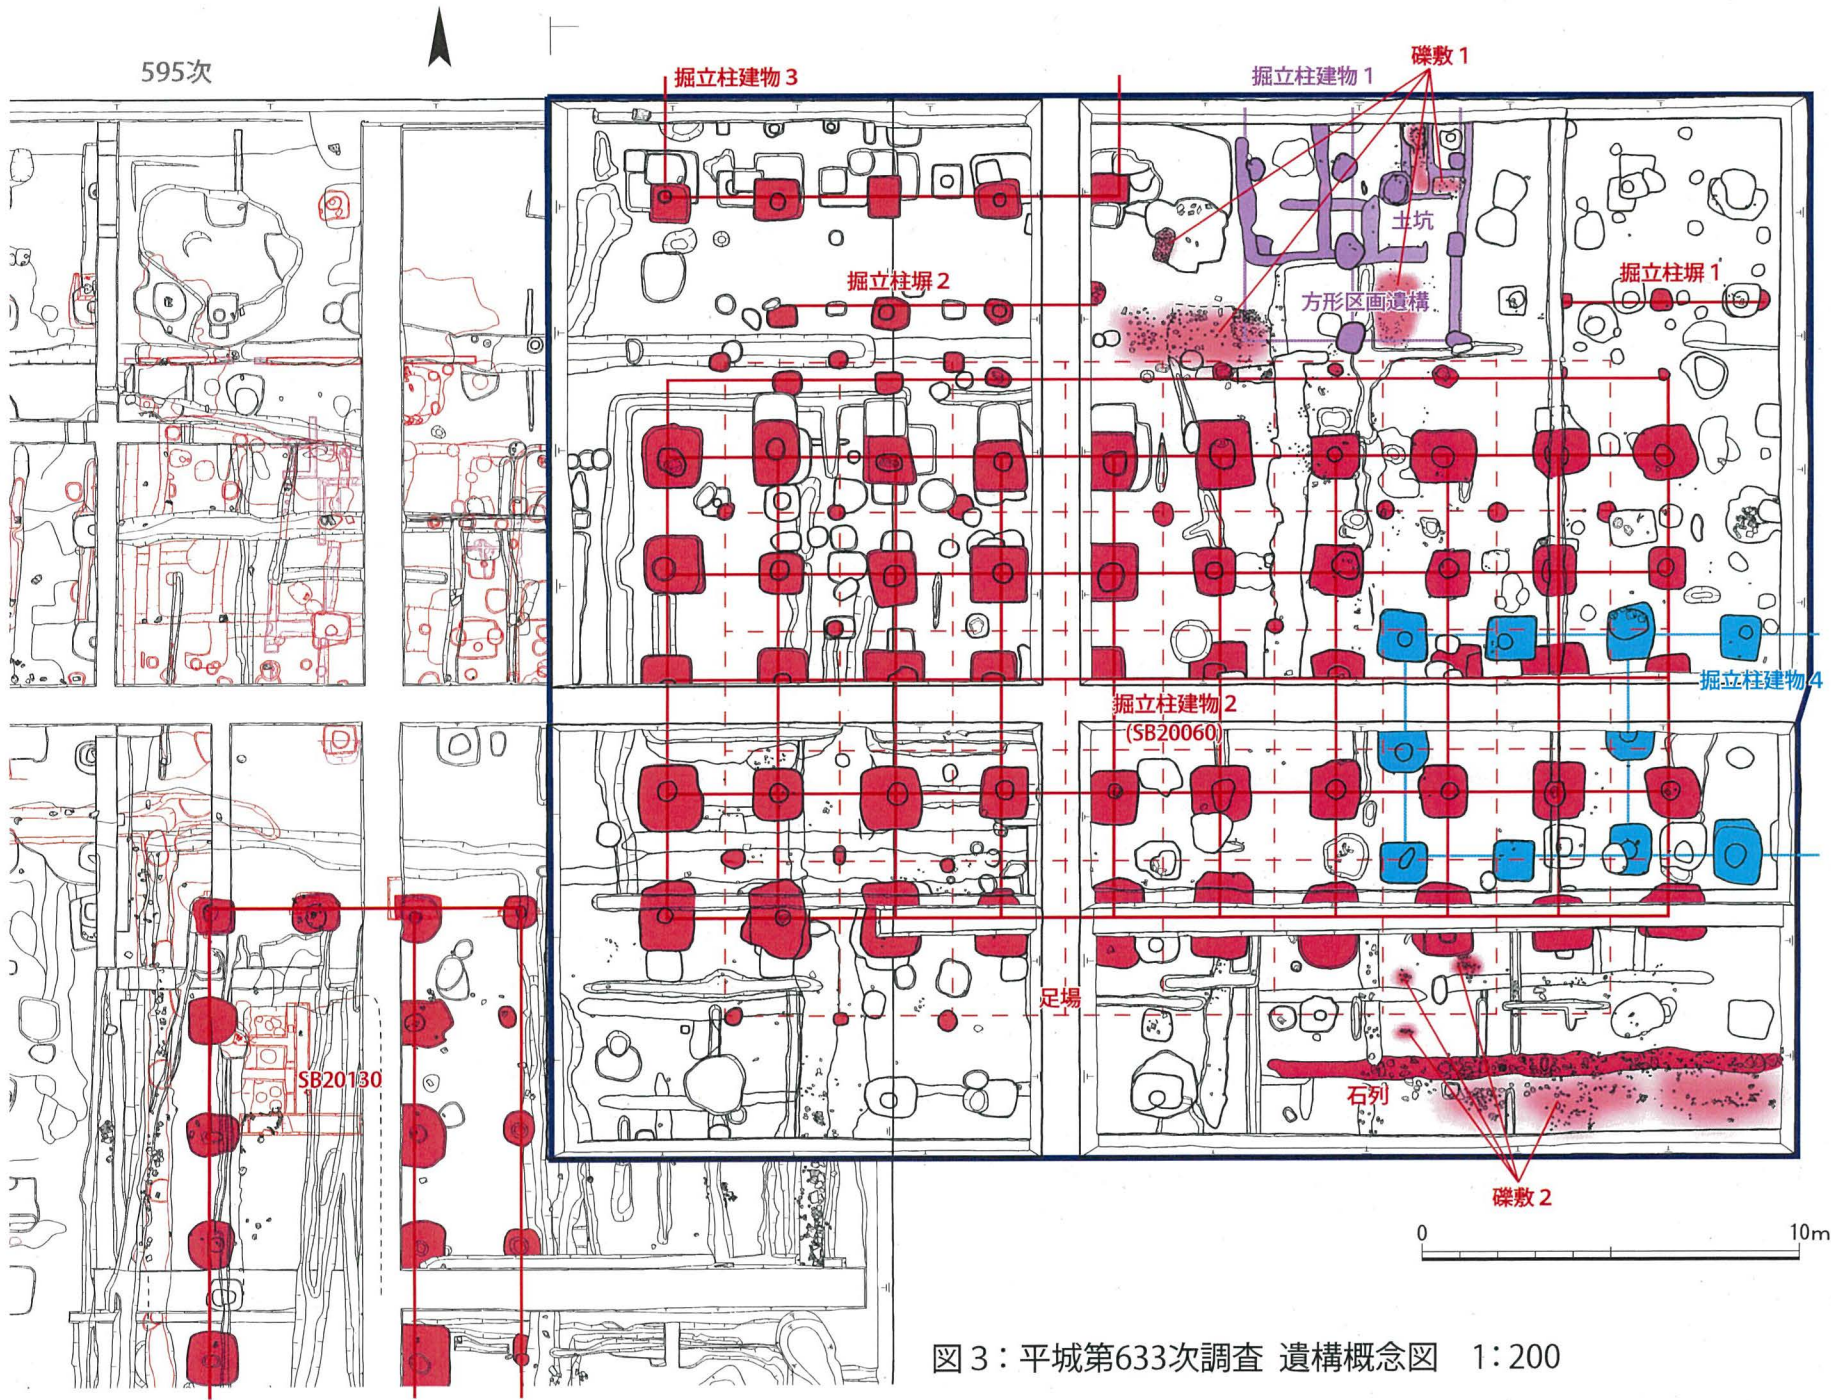 595次
掘立柱建物3
掘立柱建物1
礫敷1
土坑
掘立柱塀2
方形区画遺構
掘立柱塀1
掘立柱建物4
掘立柱建物2
(SB20060)
足場
SB20130
石列
礫敷2
0 10m
図3：平城第633次調査 遺構概念図 1:200